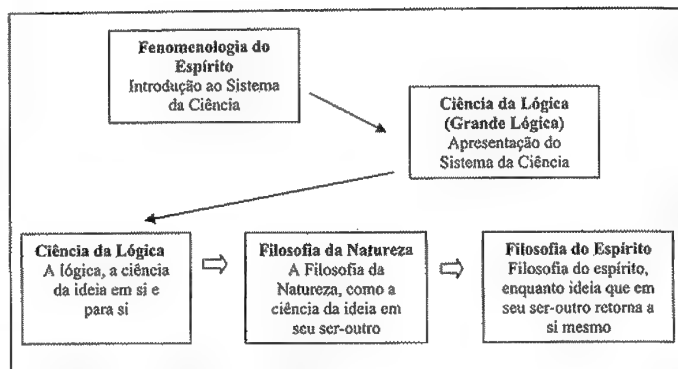 Fenomenologia do
Espírito
Introdução ao Sistema
da Ciência
Ciência da Lógica
(Grande Lógica)
Apresentação do
Sistema da Ciência
Ciência da Lógica
A lógica, a ciência
da ideia em si e
para si
Filosofia da Natureza
A Filosofia da
Natureza, como a
ciência da ideia em
seu ser-outro
Filosofia do Espírito
Filosofia do espírito,
enquanto ideia que em
seu ser-outro retorna a
si mesmo